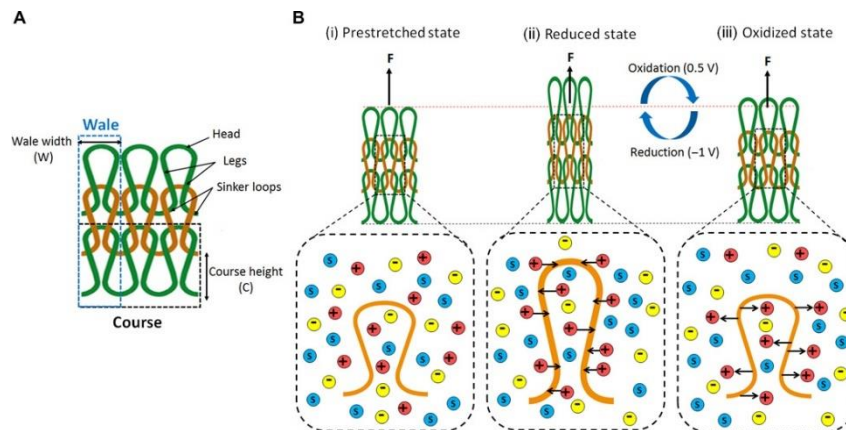 A
Wale
Wale width
(W)
Head
Legs
Sinker loops
Course height
(C)
Course
B
(i) Prestretched state
(ii) Reduced state
(iii) Oxidized state
F
F
F
Oxidation (0.5 V)
Reduction (–1 V)